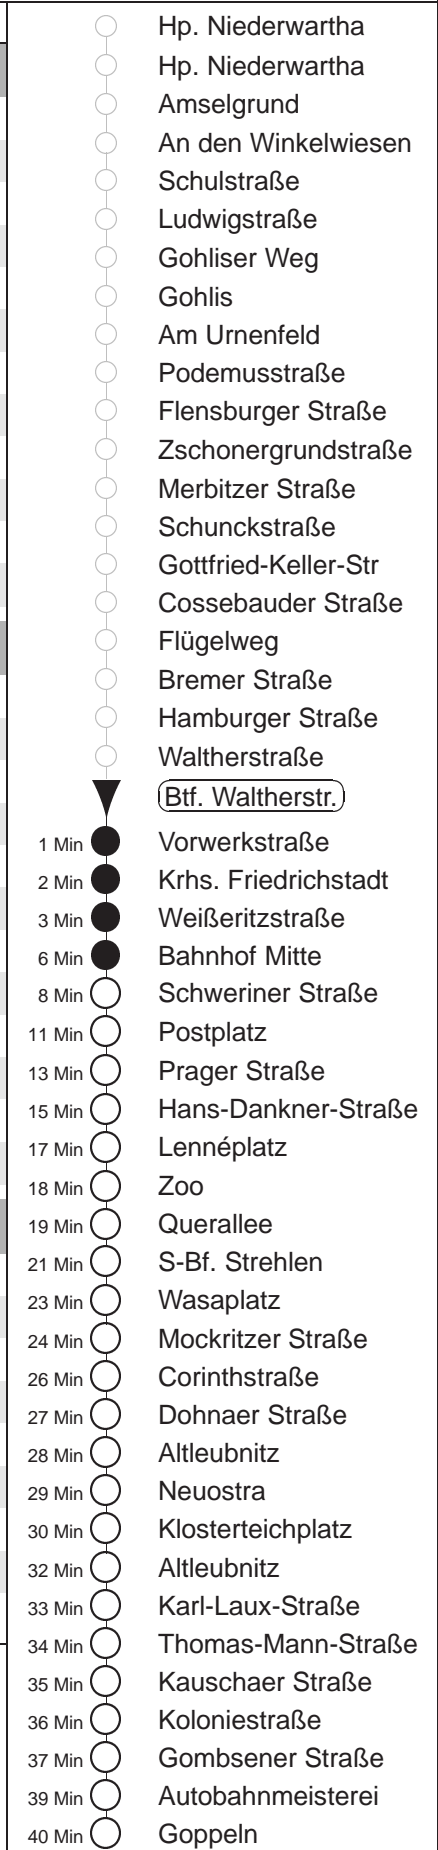 Hp. Niederwartha
Hp. Niederwartha
Amselgrund
An den Winkelwiesen
Schulstraße
Ludwigstraße
Gohliser Weg
Gohlis
Am Urnenfeld
Podemusstraße
Flensburger Straße
Zschonergrundstraße
Merbitzer Straße
Schunckstraße
Gottfried-Keller-Str
Cossebauder Straße
Flügelweg
Bremer Straße
Hamburger Straße
Waltherstraße
Btf. Waltherstr.
1 Min Vorwerkstraße
2 Min Krhs. Friedrichstadt
3 Min Weißeritzstraße
6 Min Bahnhof Mitte
8 Min Schweriner Straße
11 Min Postplatz
13 Min Prager Straße
15 Min Hans-Dankner-Straße
17 Min Lennéplatz
18 Min Zoo
19 Min Querallee
21 Min S-Bf. Strehlen
23 Min Wasaplatz
24 Min Mockritzer Straße
26 Min Corinthstraße
27 Min Dohnaer Straße
28 Min Altleubnitz
29 Min Neuostra
30 Min Klosterteichplatz
32 Min Altleubnitz
33 Min Karl-Laux-Straße
34 Min Thomas-Mann-Straße
35 Min Kauschaer Straße
36 Min Koloniestraße
37 Min Gombsener Straße
39 Min Autobahnmeisterei
40 Min Goppeln